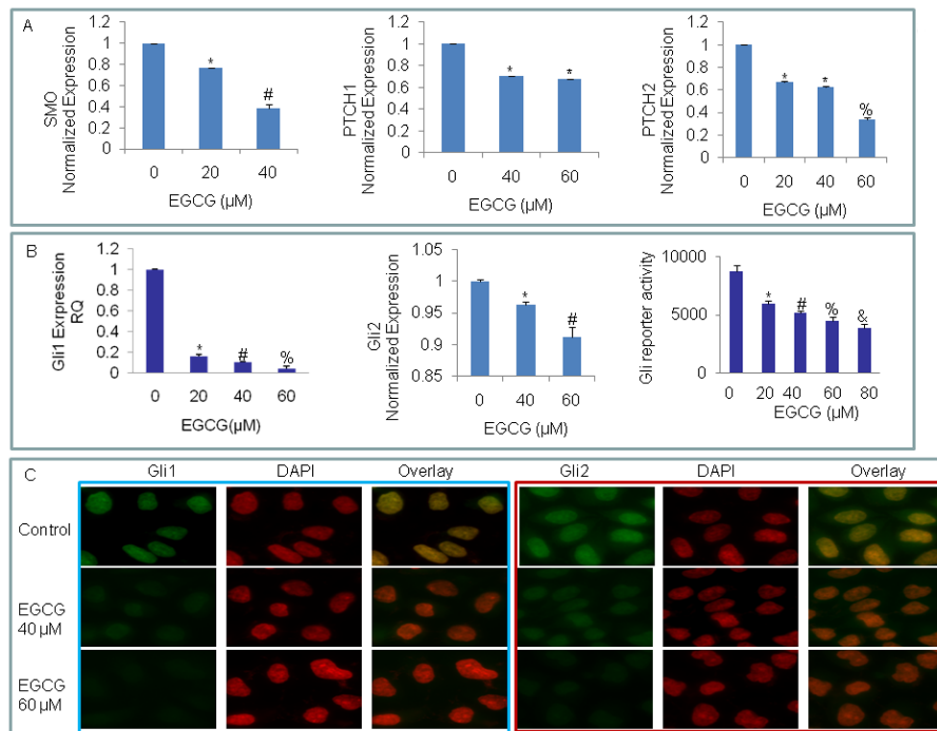 A
SMO
Normalized Expression
1.2
1
0.8
0.6
0.4
0.2
0
*
#
0 20 40
EGCG (µM)
PTCH1
Normalized Expression
1.2
1
0.8
0.6
0.4
0.2
0
*
*
0 40 60
EGCG (µM)
PTCH2
Normalized Expression
1.2
1
0.8
0.6
0.4
0.2
0
*
*
%
0 20 40 60
EGCG (µM)
B
Gli1 Exrpression
RQ
1.2
1
0.8
0.6
0.4
0.2
0
*
#
%
0 20 40 60
EGCG(µM)
Gli2
Normalized Expression
1.05
1
0.95
0.9
0.85
*
#
0 40 60
EGCG (µM)
Gli reporter activity
10000
5000
0
*
#
%
&
0 20 40 60 80
EGCG (µM)
C
Gli1 DAPI Overlay Gli2 DAPI Overlay
Control
EGCG
40 µM
EGCG
60 µM